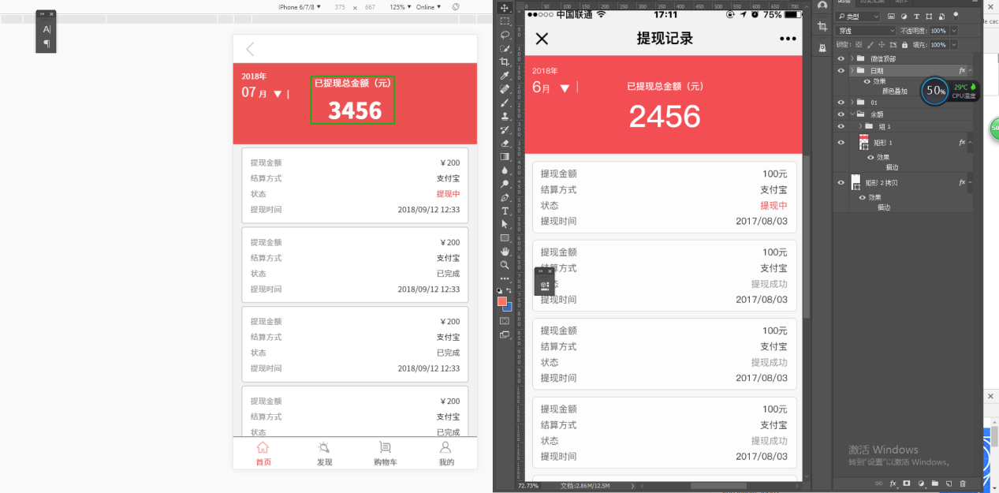 iPhone 6/7/8 ▼ 375 × 667 125% ▼ Online ▼
A|
2018年
07 月 ▼ |
已提现总金额（元）
3456
提现金额 ￥200
结算方式 支付宝
状态 提现中
提现时间 2018/09/12 12:33
提现金额 ￥200
结算方式 支付宝
状态 已完成
提现时间 2018/09/12 12:33
提现金额 ￥200
结算方式 支付宝
状态 已完成
提现时间 2018/09/12 12:33
提现金额 ￥200
结算方式 支付宝
状态 已完成
首页 发现 购物车 我的
中国联通 17:11 75%
提现记录
2018年
6月 ▼ |
已提现总金额（元）
2456
提现金额 100元
结算方式 支付宝
状态 提现中
提现时间 2017/08/03
提现金额 100元
结算方式 支付宝
提现成功
提现时间 2017/08/03
提现金额 100元
结算方式 支付宝
状态 提现成功
提现时间 2017/08/03
提现金额 100元
结算方式 支付宝
状态 提现成功
提现时间 2017/08/03
72.73% 文档:2.86M/12.5M
类型
穿透 不透明度: 100%
锁定: 填充: 100%
微信顶部
日期 fx
效果
颜色叠加
50% 29℃
CPU温度
01
余额
组 1
矩形 1 fx
效果
描边
矩形 2 拷贝 fx
效果
描边
激活 Windows
转到"设置"以激活 Windows。
fx